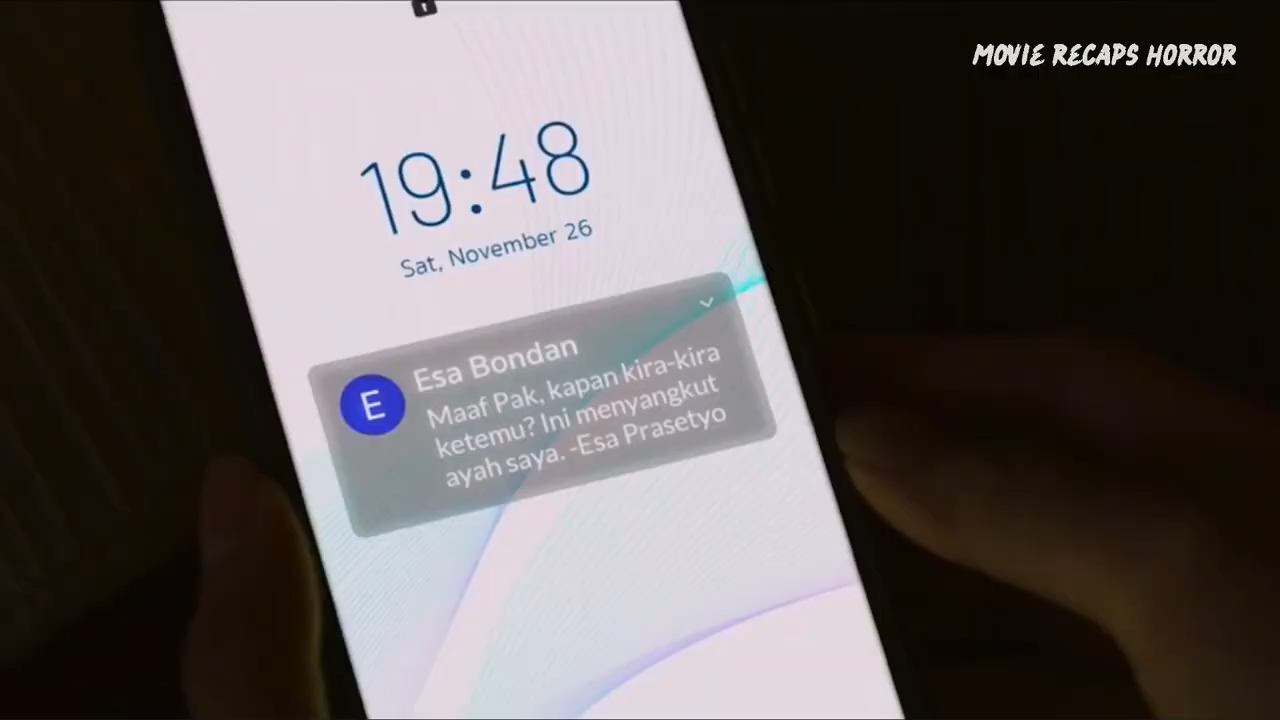 MOVIE RECAPS HORROR
19:48
Sat, November 26
Esa Bondan
E
Maaf Pak, kapan kira-kira
ketemu? Ini menyangkut
ayah saya. -Esa Prasetyo